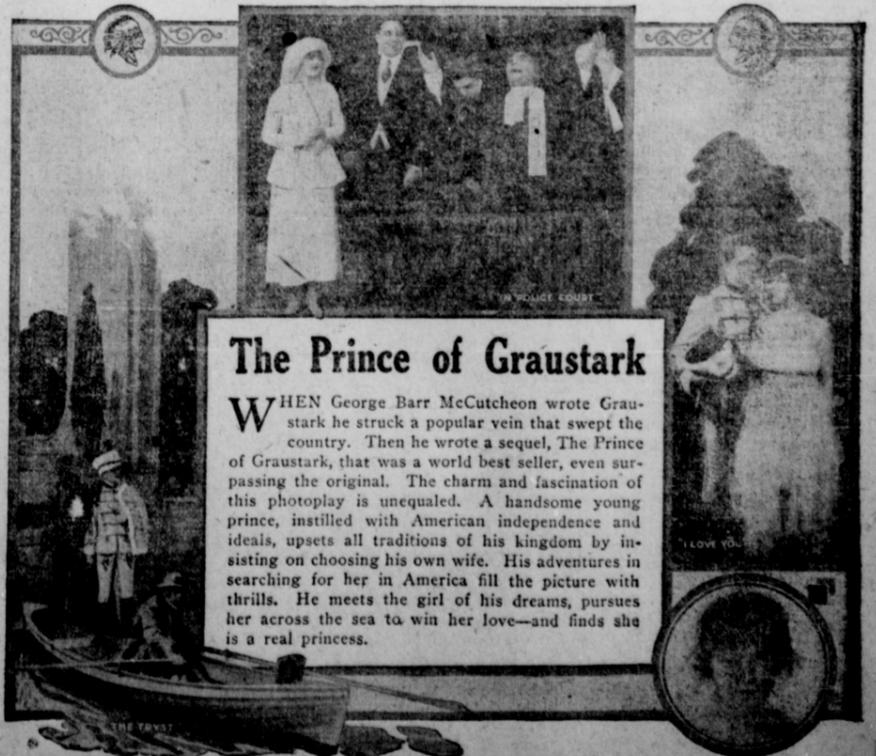 "IN POLICE COURT"
The Prince of Graustark
WHEN George Barr McCutcheon wrote Grau-
stark he struck a popular vein that swept the
country. Then he wrote a sequel, The Prince
of Graustark, that was a world best seller, even sur-
passing the original. The charm and fascination of
this photoplay is unequaled. A handsome young
prince, instilled with American independence and
ideals, upsets all traditions of his kingdom by in-
sisting on choosing his own wife. His adventures in
searching for her in America fill the picture with
thrills. He meets the girl of his dreams, pursues
her across the sea to win her love—and finds she
is a real princess.
"I LOVE YOU"
"THE TRYST"